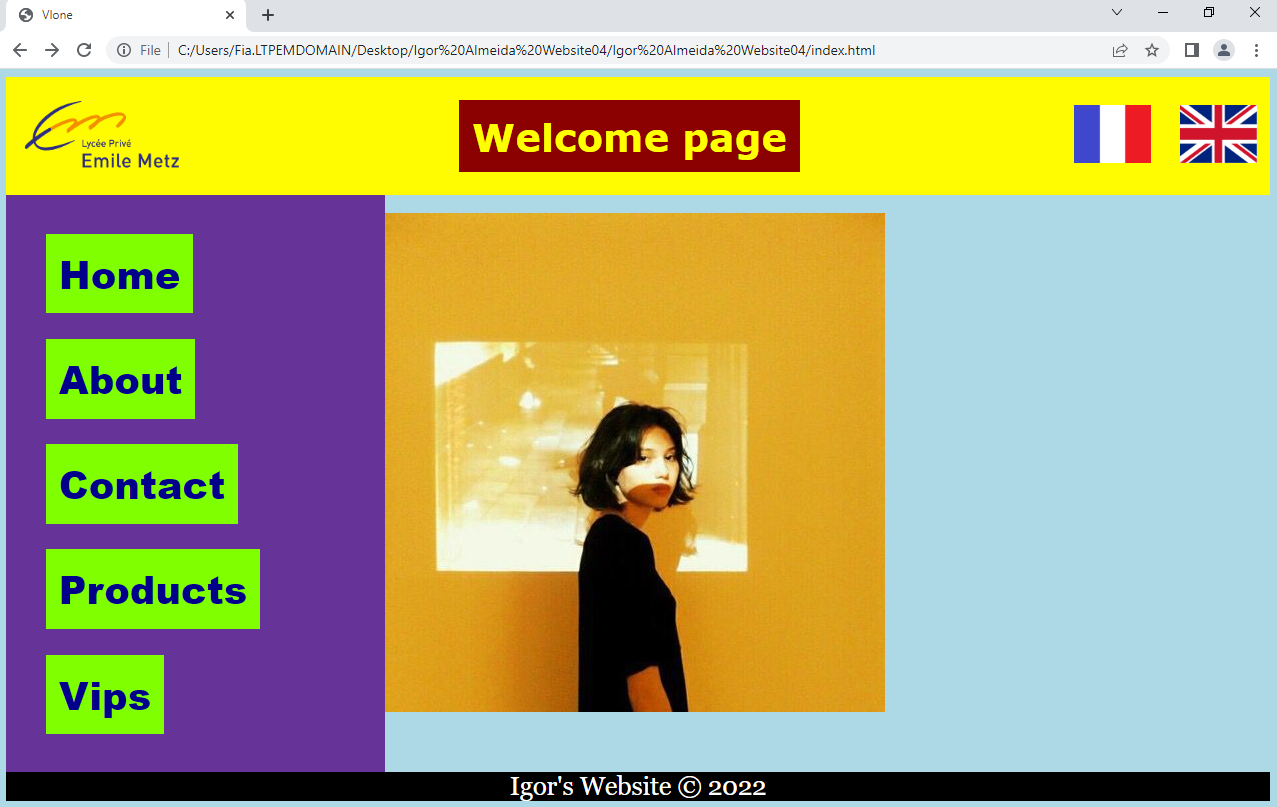 Vlone
File
C:/Users/Fia.LTPEMDOMAIN/Desktop/Igor%20Almeida%20Website04/Igor%20Almeida%20Website04/index.html
Lycée Privé
Emile Metz
Welcome page
Home
About
Contact
Products
Vips
Igor's Website © 2022